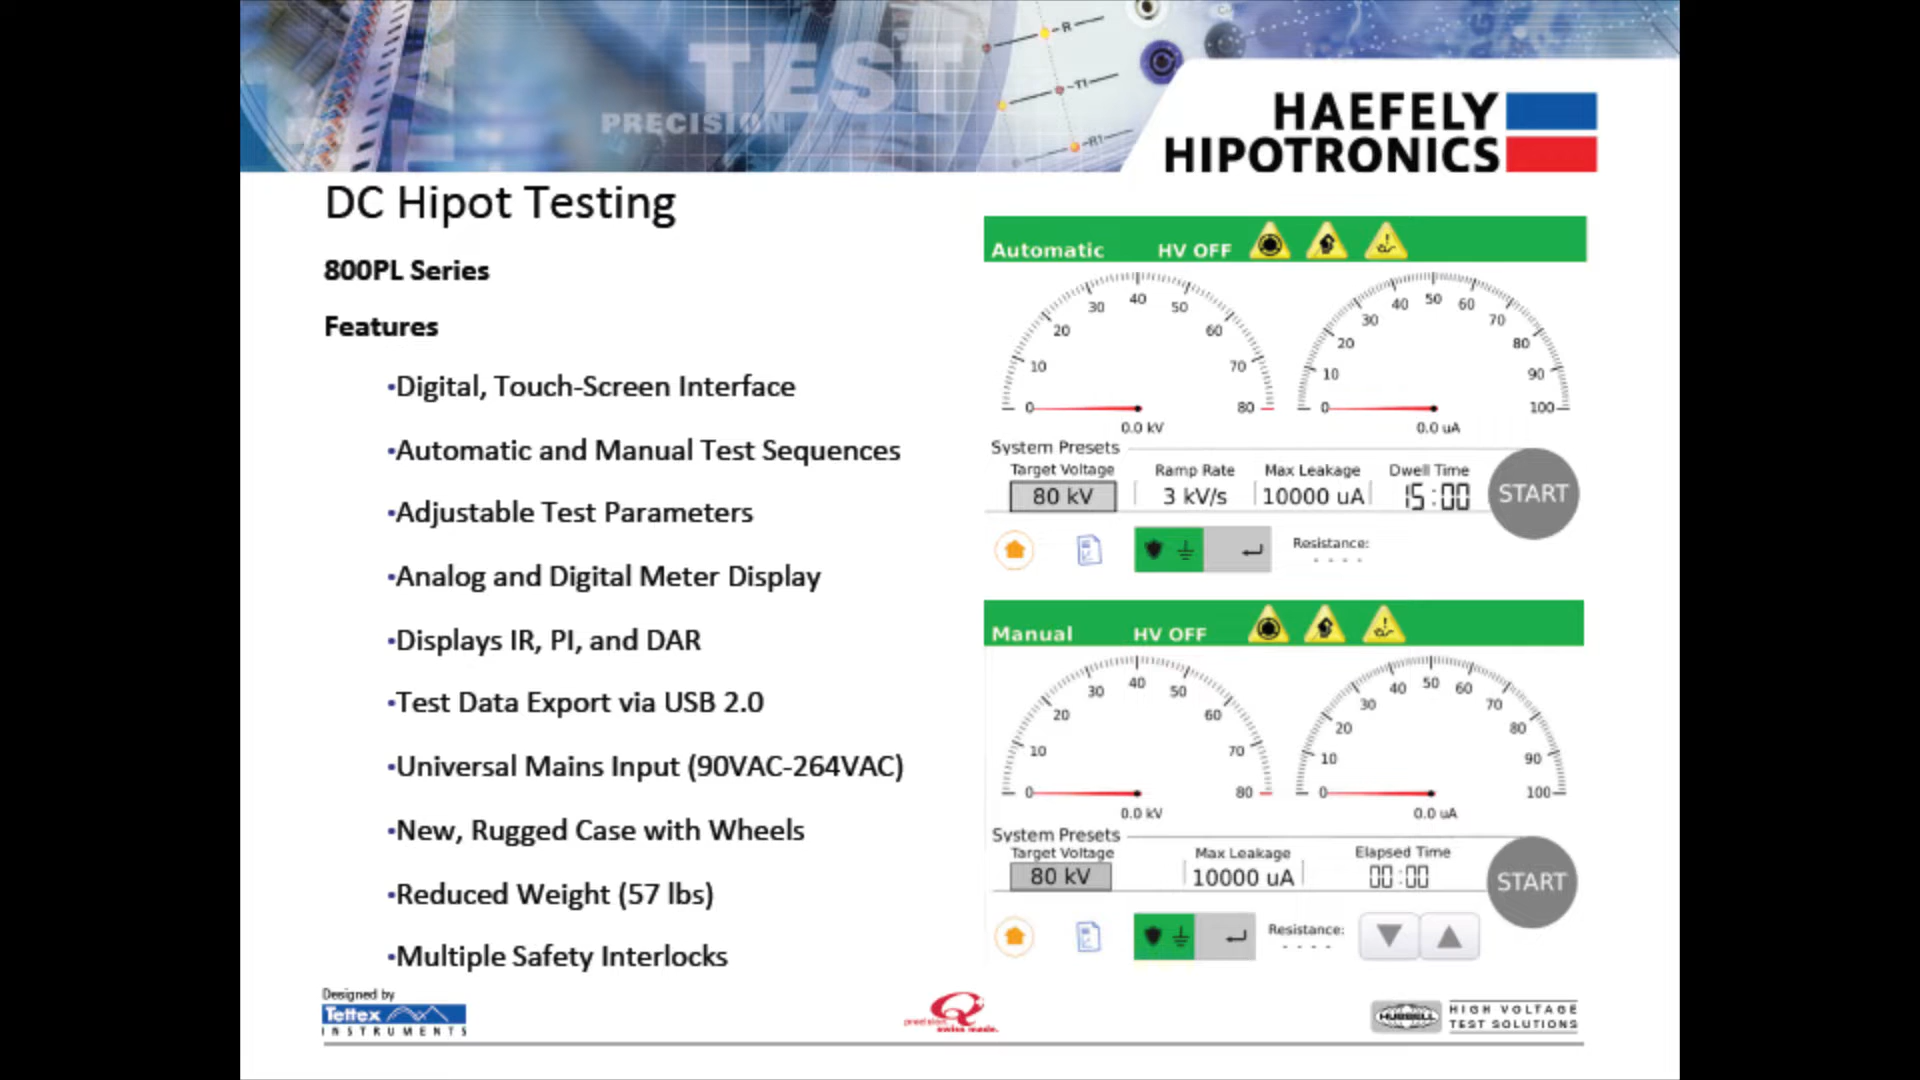 TEST
PRECISION
R
T1
R1
HAEFELY
HIPOTRONICS
DC Hipot Testing
800PL Series
Features
•Digital, Touch-Screen Interface
•Automatic and Manual Test Sequences
•Adjustable Test Parameters
•Analog and Digital Meter Display
•Displays IR, PI, and DAR
•Test Data Export via USB 2.0
•Universal Mains Input (90VAC-264VAC)
•New, Rugged Case with Wheels
•Reduced Weight (57 lbs)
•Multiple Safety Interlocks
Automatic HV OFF
0 10 20 30 40 50 60 70 80
0.0 kV
0 10 20 30 40 50 60 70 80 90 100
0.0 uA
System Presets
Target Voltage Ramp Rate Max Leakage Dwell Time
80 kV 3 kV/s 10000 uA 15:00
START
Resistance:
- - - -
Manual HV OFF
0 10 20 30 40 50 60 70 80
0.0 kV
0 10 20 30 40 50 60 70 80 90 100
0.0 uA
System Presets
Target Voltage Max Leakage Elapsed Time
80 kV 10000 uA 00:00
START
Resistance:
- - - -
Designed by
Tettex
INSTRUMENTS
precision
swiss made.
HUBBELL
HIGH VOLTAGE
TEST SOLUTIONS